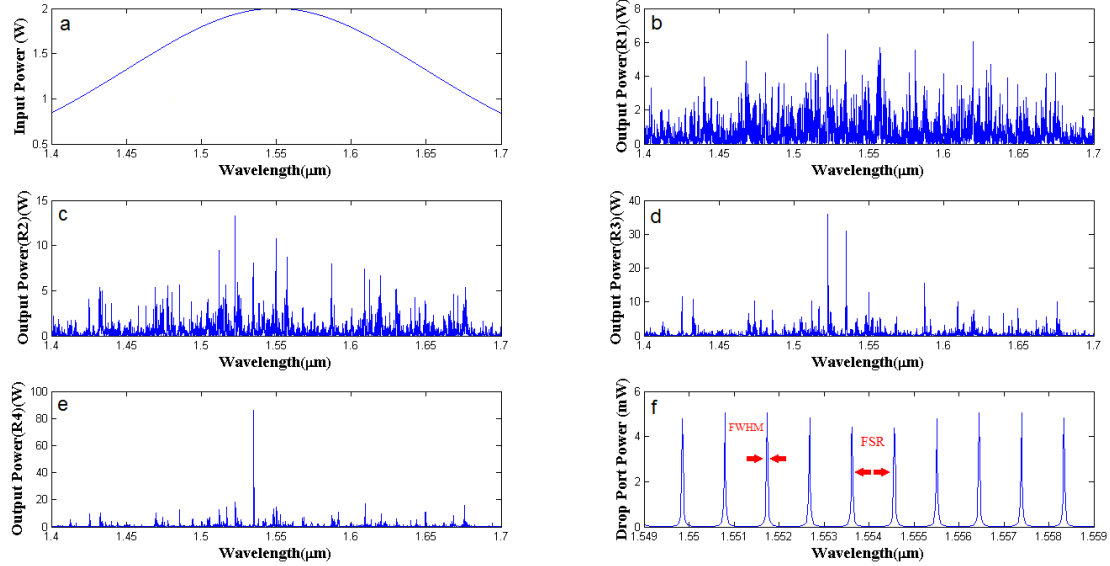 a
Input Power (W)
2
1.5
1
0.5
1.4 1.45 1.5 1.55 1.6 1.65 1.7
Wavelength(μm)
b
Output Power(R1)(W)
8
6
4
2
0
1.4 1.45 1.5 1.55 1.6 1.65 1.7
Wavelength(μm)
c
Output Power(R2)(W)
15
10
5
0
1.4 1.45 1.5 1.55 1.6 1.65 1.7
Wavelength(μm)
d
Output Power(R3)(W)
40
30
20
10
0
1.4 1.45 1.5 1.55 1.6 1.65 1.7
Wavelength(μm)
e
Output Power(R4)(W)
100
80
60
40
20
0
1.4 1.45 1.5 1.55 1.6 1.65 1.7
Wavelength(μm)
f
Drop Port Power (mW)
6
4
2
0
FWHM
FSR
1.549 1.55 1.551 1.552 1.553 1.554 1.555 1.556 1.557 1.558 1.559
Wavelength(μm)